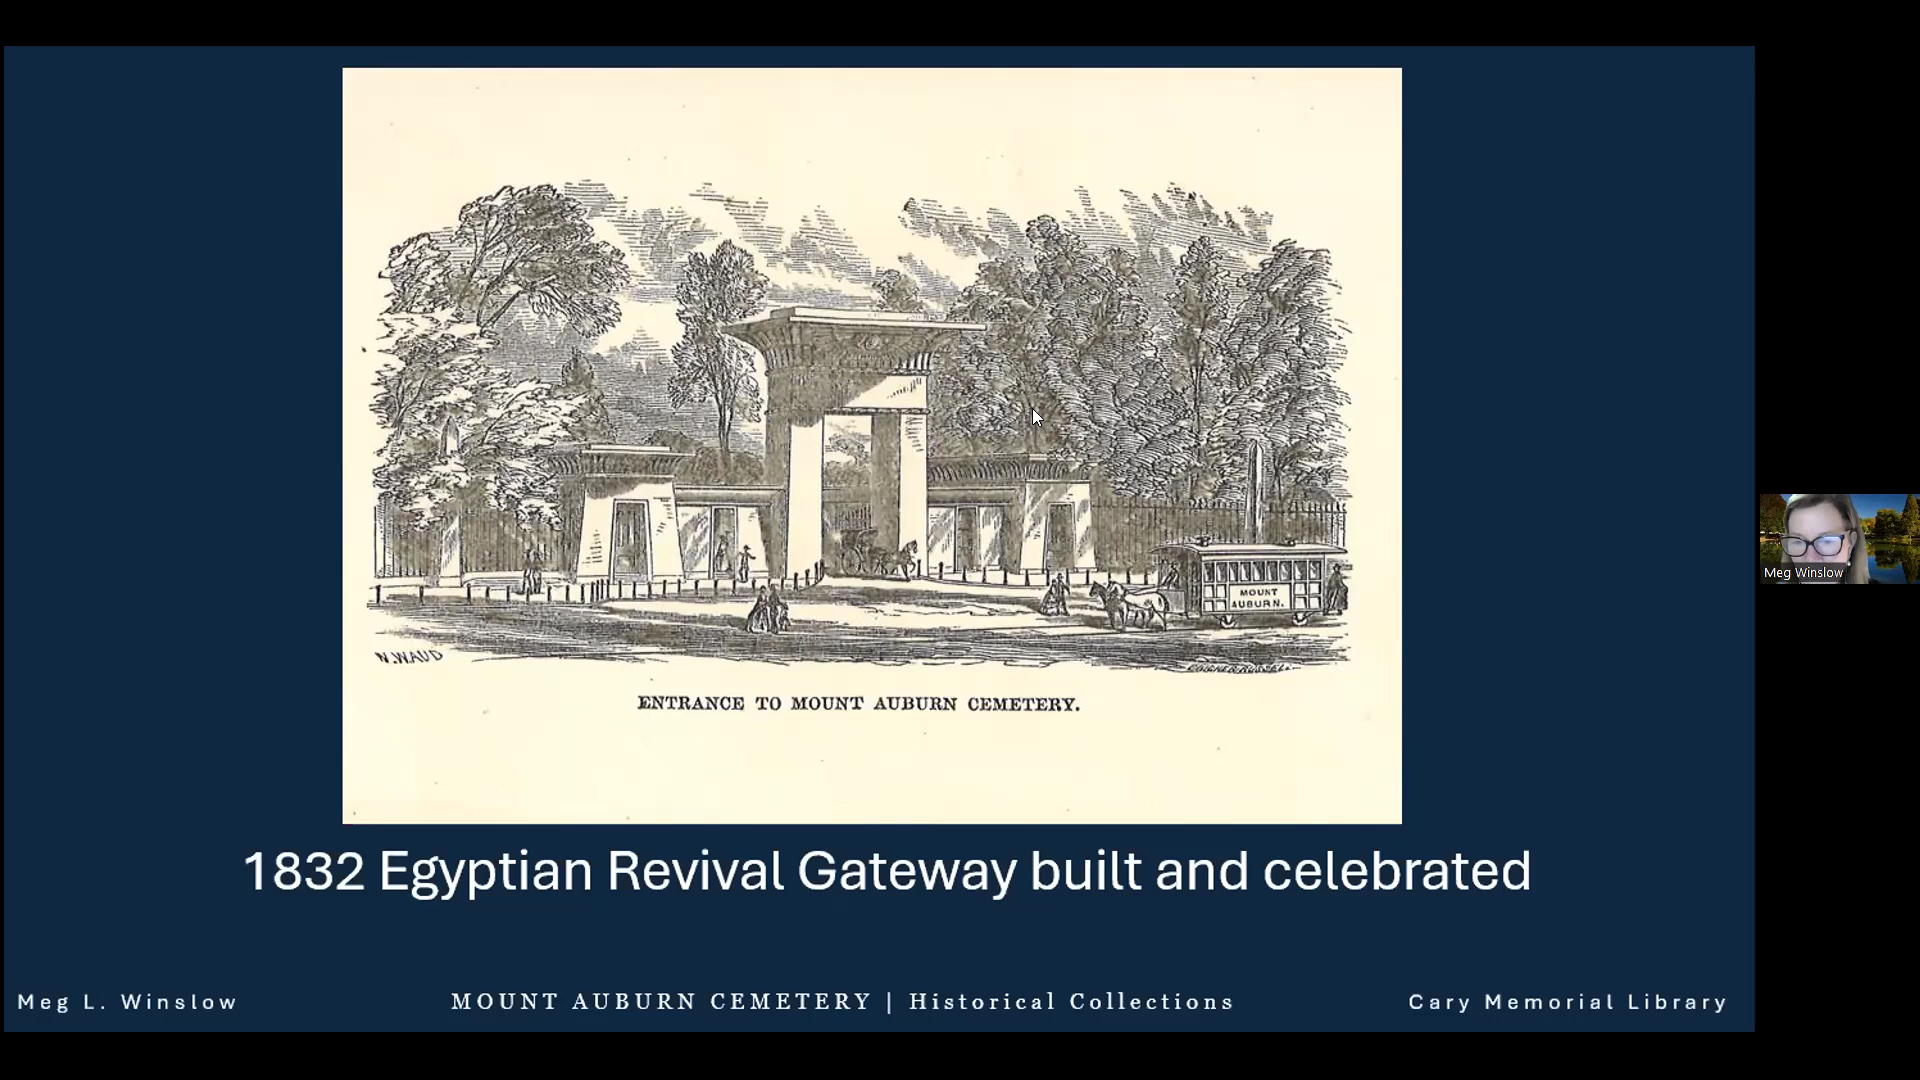 MOUNT
AUBURN.
N.WAUD
ENTRANCE TO MOUNT AUBURN CEMETERY.
1832 Egyptian Revival Gateway built and celebrated
Meg L. Winslow
MOUNT AUBURN CEMETERY | Historical Collections
Cary Memorial Library
Meg Winslow